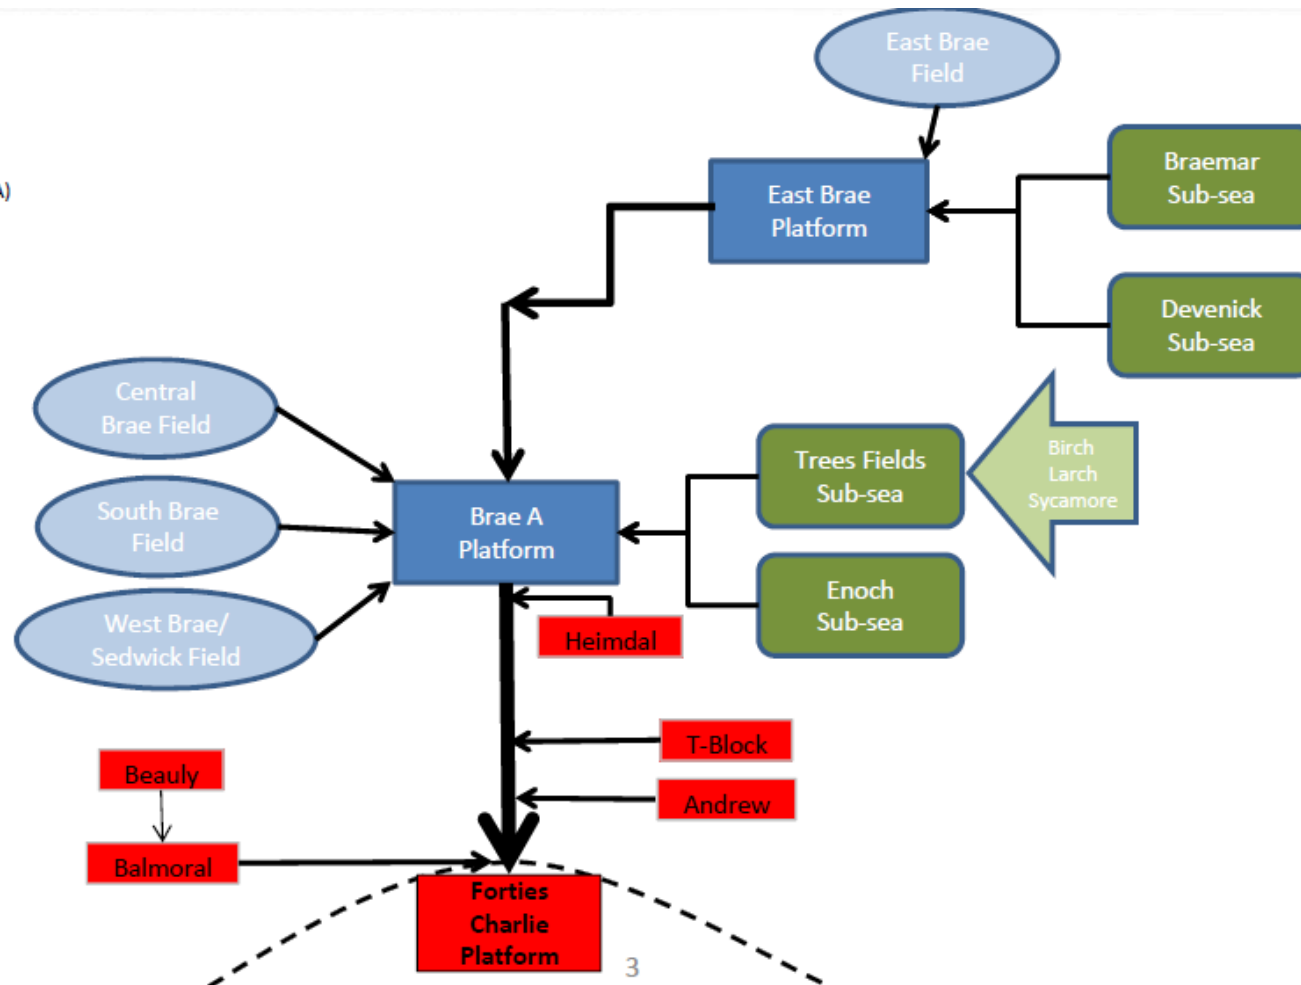 East Brae
Field
Braemar
Sub-sea
East Brae
Platform
A)
Devenick
Sub-sea
Central
Brae Field
Trees Fields
Sub-sea
Birch
Larch
Sycamore
South Brae
Field
Brae A
Platform
Enoch
Sub-sea
West Brae/
Sedwick Field
Heimdal
T-Block
Beauly
Andrew
Balmoral
Forties
Charlie
Platform
3